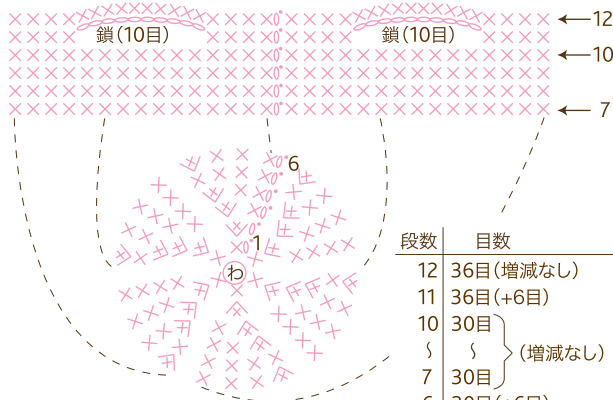 12
鎖(10目) 鎖(10目)
10
7
6
1
わ
段数 目数
12 36目(増減なし)
11 36目(+6目)
10 30目
～ ～ (増減なし)
7 30目